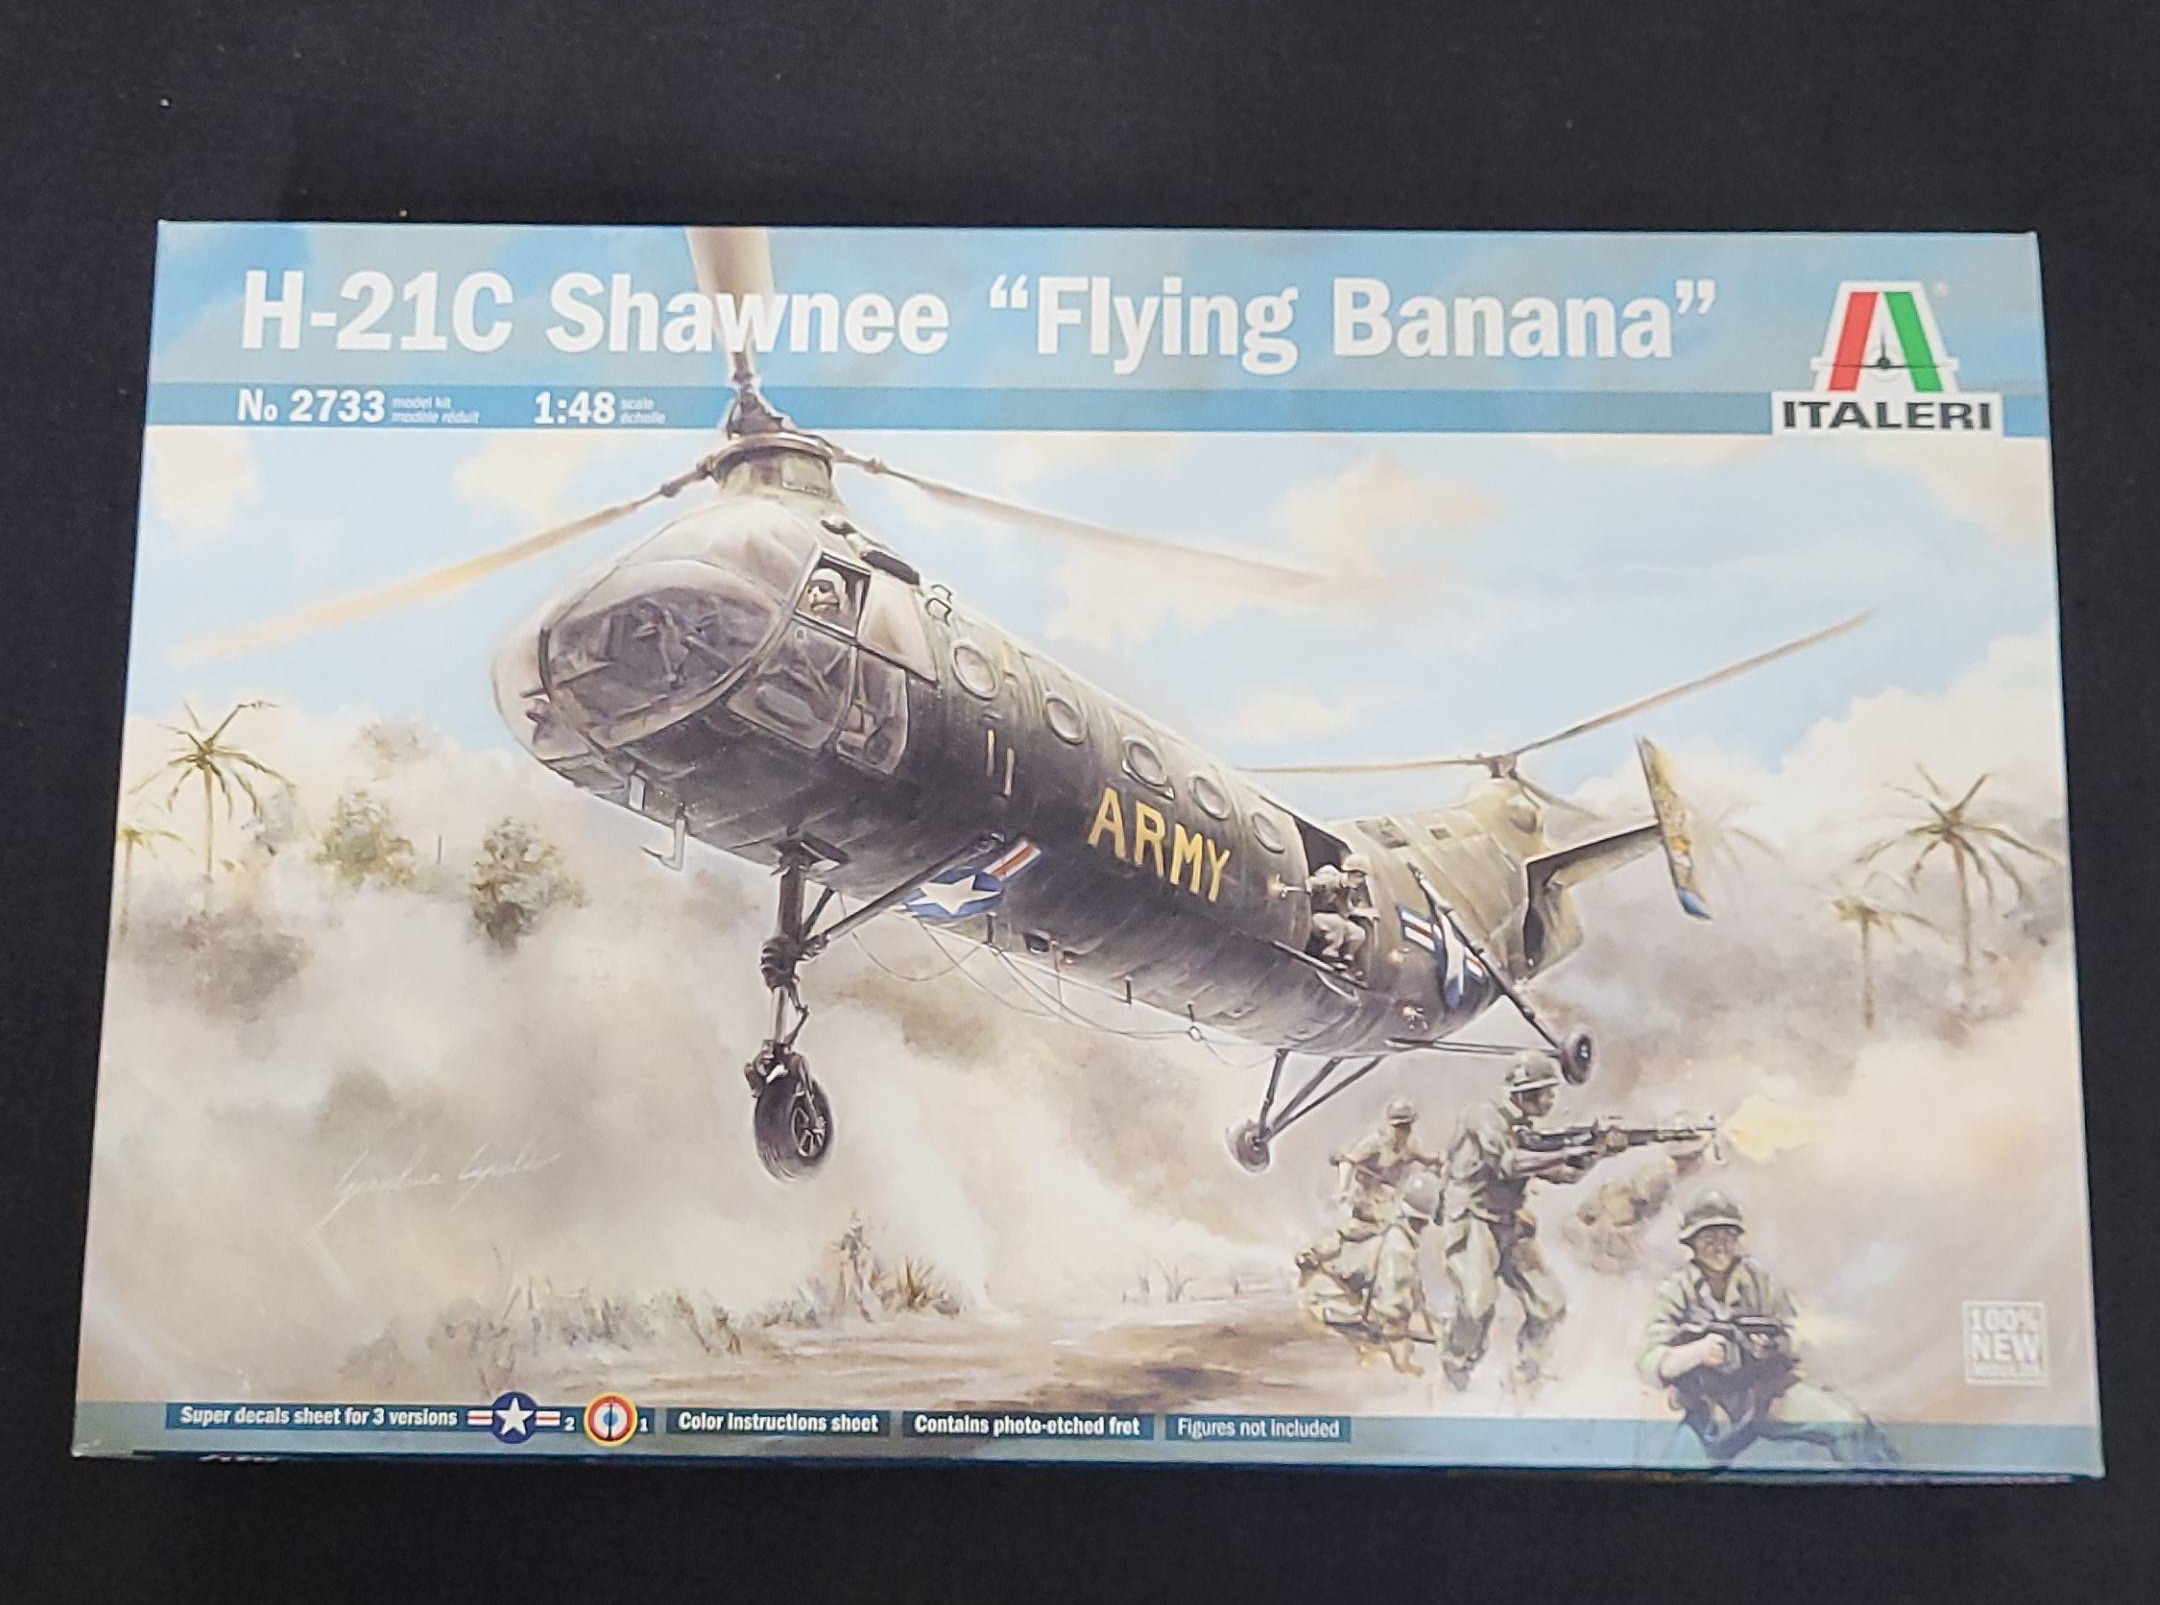 H-21C Shawnee “Flying Banana”
No 2733 model kit modèle réduit 1:48 scale échelle
ITALERI
ARMY
Super decals sheet for 3 versions 2 1 Color instructions sheet Contains photo-etched fret Figures not included
100%
NEW